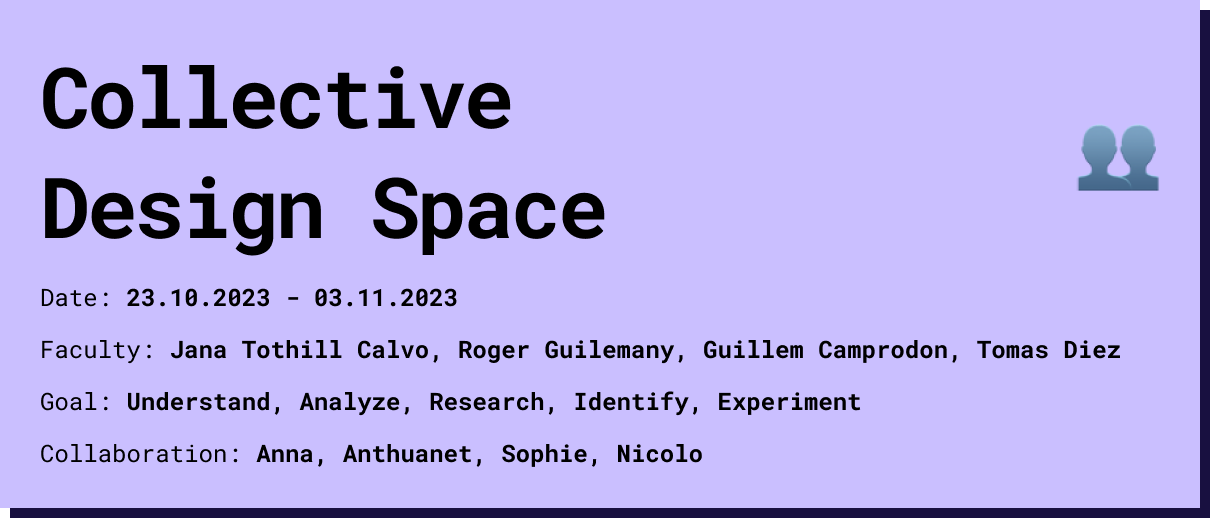 Collective
Design Space
Date: 23.10.2023 - 03.11.2023
Faculty: Jana Tothill Calvo, Roger Guilemany, Guillem Camprodon, Tomas Diez
Goal: Understand, Analyze, Research, Identify, Experiment
Collaboration: Anna, Anthuanet, Sophie, Nicolo